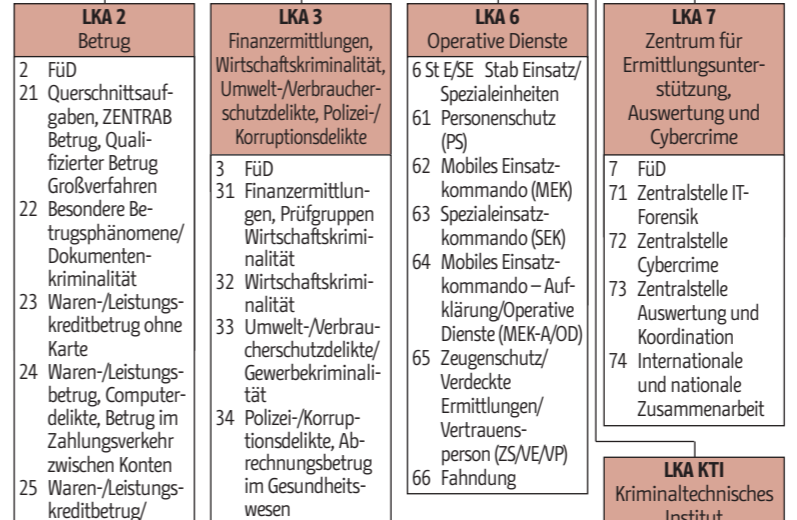 LKA 2
Betrug
2 FüD
21 Querschnittsauf-
gaben, ZENTRAB
Betrug, Quali-
fizierter Betrug
Großverfahren
22 Besondere Be-
trugsphänomene/
Dokumenten-
kriminalität
23 Waren-/Leistungs-
kreditbetrug ohne
Karte
24 Waren-/Leistungs-
betrug, Computer-
delikte, Betrug im
Zahlungsverkehr
zwischen Konten
25 Waren-/Leistungs-
kreditbetrug/
LKA 3
Finanzermittlungen,
Wirtschaftskriminalität,
Umwelt-/Verbraucher-
schutzdelikte, Polizei-/
Korruptionsdelikte
3 FüD
31 Finanzermittlun-
gen, Prüfgruppen
Wirtschaftskrimi-
nalität
32 Wirtschaftskrimi-
nalität
33 Umwelt-/Verbrau-
cherschutzdelikte/
Gewerbekriminali-
tät
34 Polizei-/Korrup-
tionsdelikte, Ab-
rechnungsbetrug
im Gesundheits-
wesen
LKA 6
Operative Dienste
6 St E/SE Stab Einsatz/
Spezialeinheiten
61 Personenschutz
(PS)
62 Mobiles Einsatz-
kommando (MEK)
63 Spezialeinsatz-
kommando (SEK)
64 Mobiles Einsatz-
kommando – Auf-
klärung/Operative
Dienste (MEK-A/OD)
65 Zeugenschutz/
Verdeckte
Ermittlungen/
Vertrauens-
person (ZS/VE/VP)
66 Fahndung
LKA 7
Zentrum für
Ermittlungsunter-
stützung,
Auswertung und
Cybercrime
7 FüD
71 Zentralstelle IT-
Forensik
72 Zentralstelle
Cybercrime
73 Zentralstelle
Auswertung und
Koordination
74 Internationale
und nationale
Zusammenarbeit
LKA KTI
Kriminaltechnisches
Institut